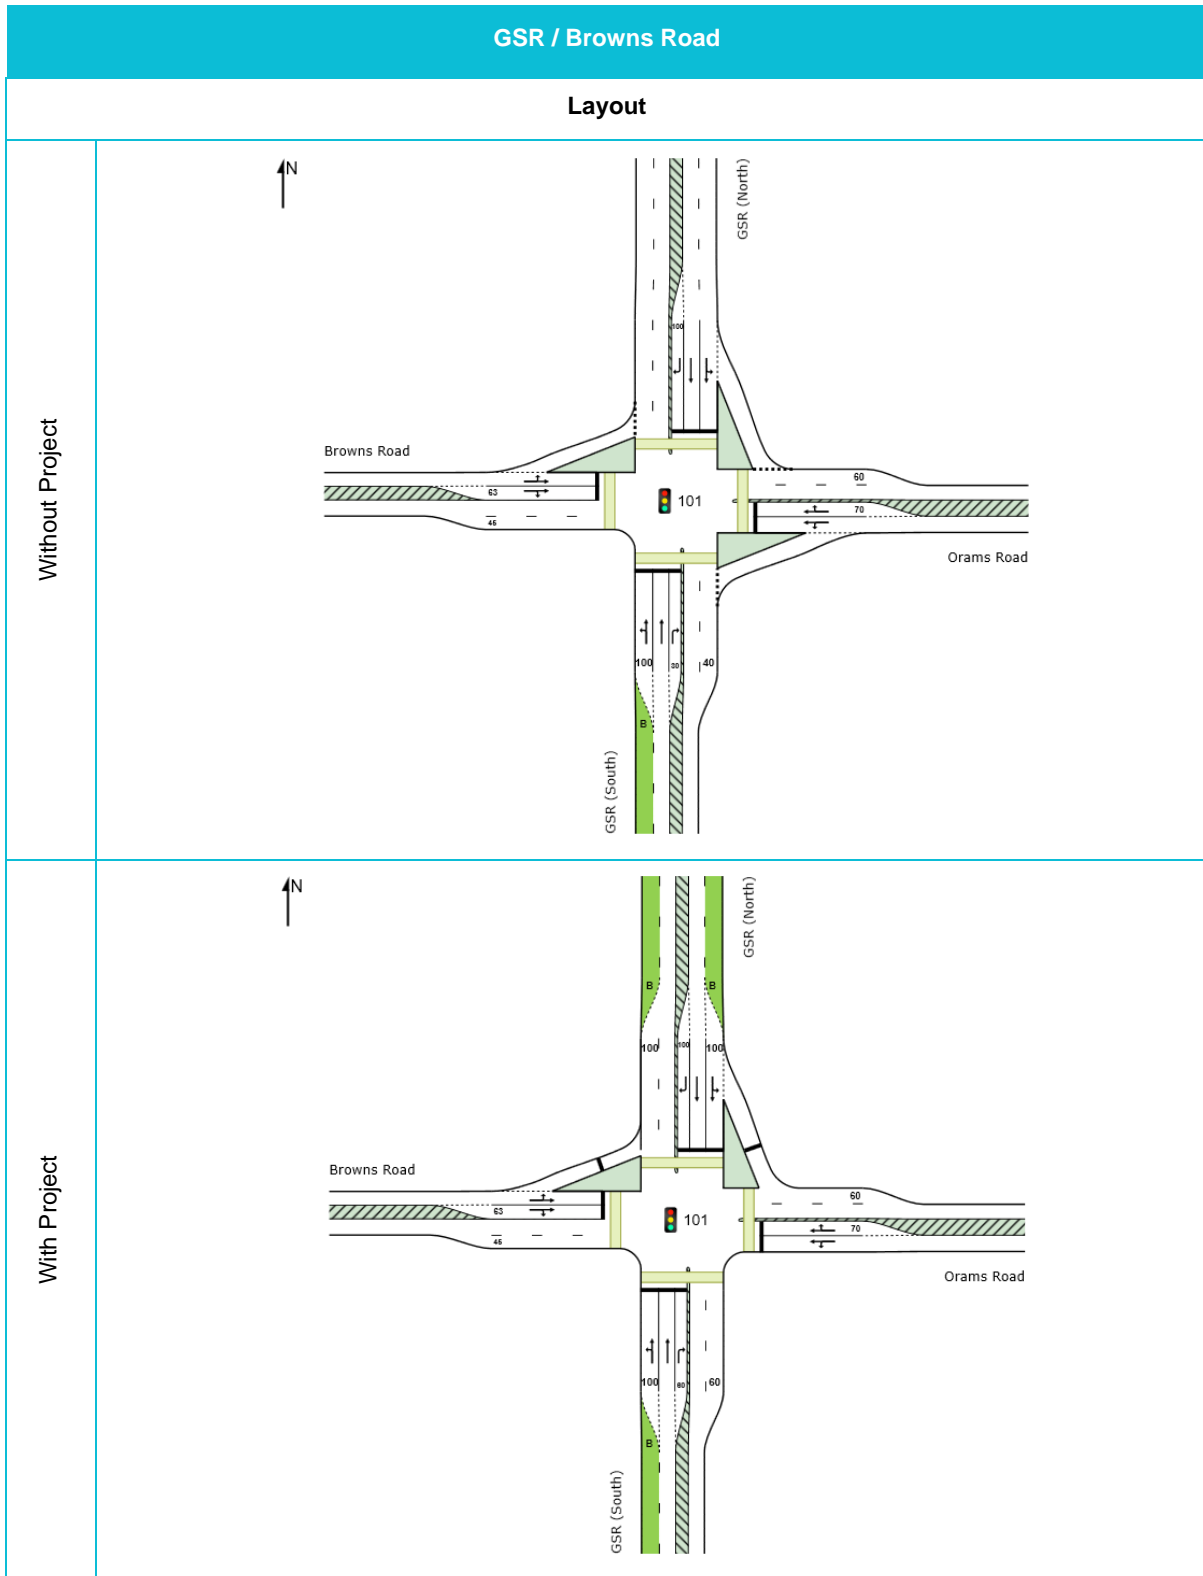 GSR / Browns Road
Layout
Without Project
N
GSR (North)
100
Browns Road
63
45
101
60
70
Orams Road
100
30
40
B
GSR (South)
With Project
N
GSR (North)
B
B
100
100
100
Browns Road
63
45
101
60
70
Orams Road
100
60
60
B
GSR (South)